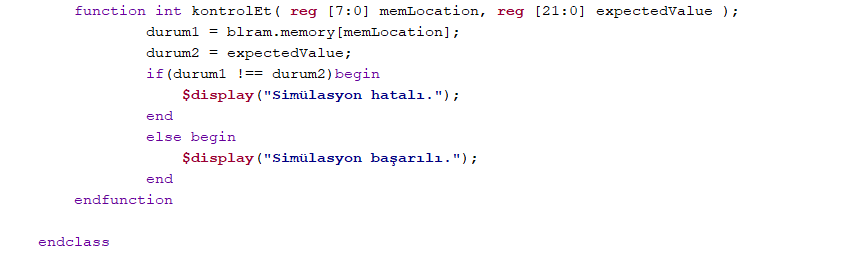 function int kontrolEt( reg [7:0] memLocation, reg [21:0] expectedValue );
durum1 = blram.memory[memLocation];
durum2 = expectedValue;
if(durum1 !== durum2)begin
$display("Simülasyon hatalı.");
end
else begin
$display("Simülasyon başarılı.");
end
endfunction
endclass